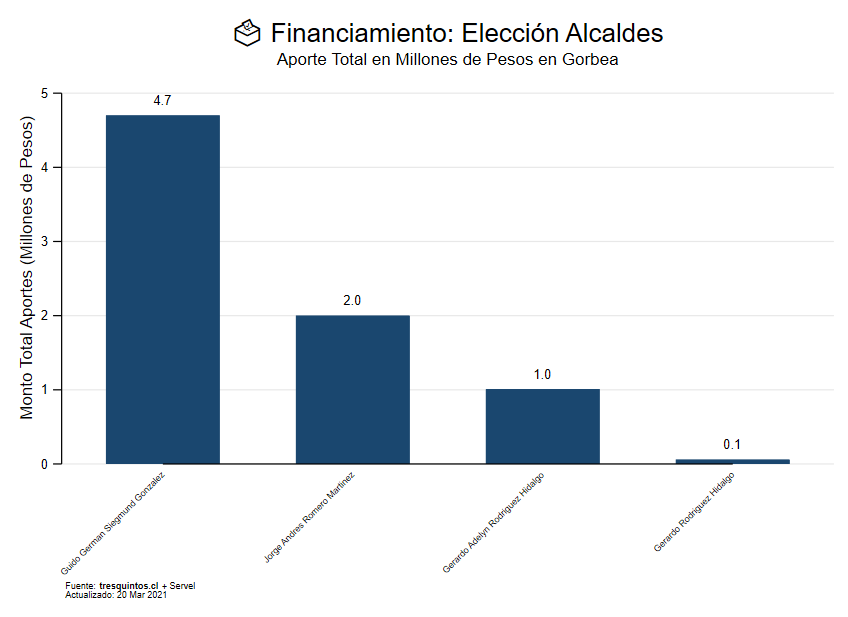 Financiamiento: Elección Alcaldes
Aporte Total en Millones de Pesos en Gorbea
Monto Total Aportes (Millones de Pesos)
5
4
3
2
1
0
4.7
2.0
1.0
0.1
Guido German Siegmund Gonzalez
Jorge Andres Romero Martinez
Gerardo Adelyn Rodriguez Hidalgo
Gerardo Rodriguez Hidalgo
Fuente: tresquintos.cl + Servel
Actualizado: 20 Mar 2021